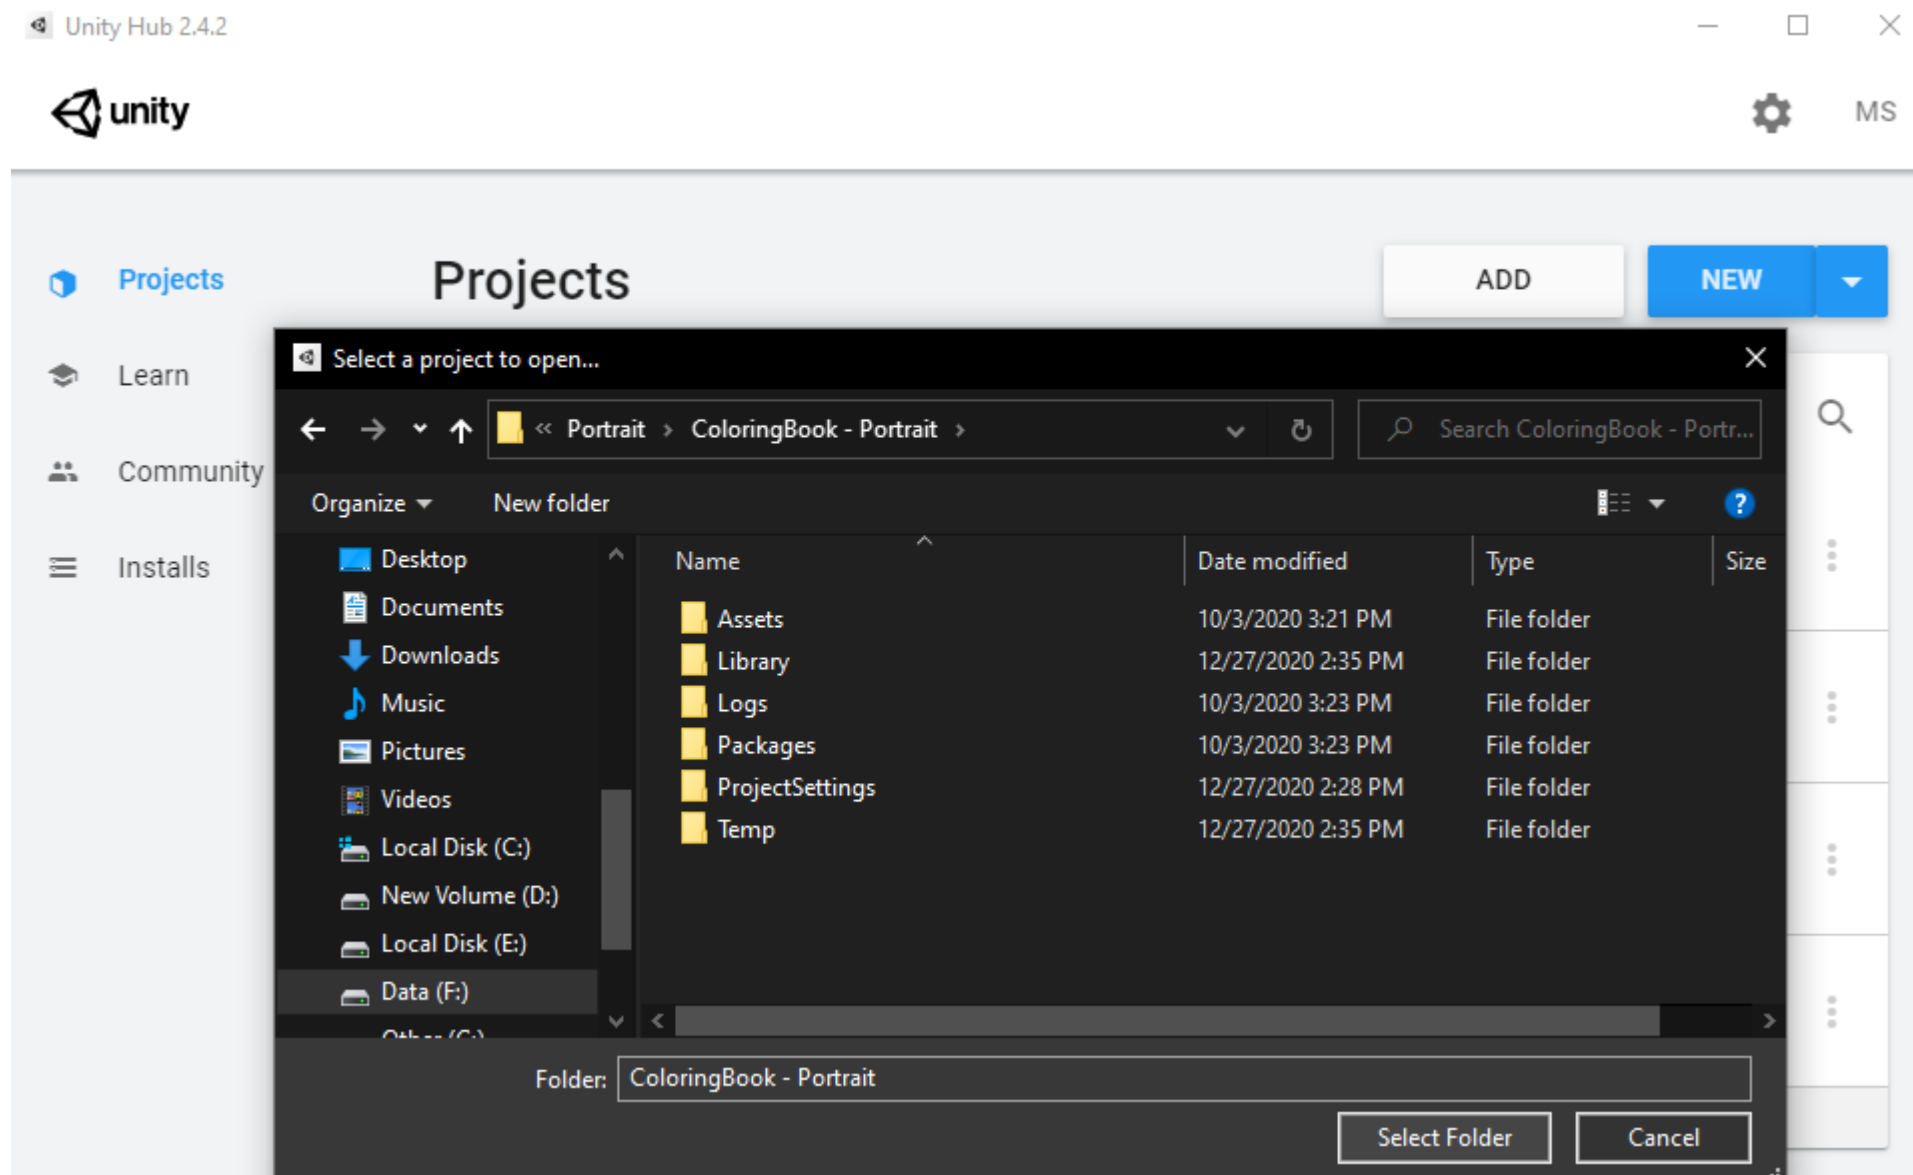 Unity Hub 2.4.2
unity
MS
Projects
Projects
ADD
NEW
Learn
Community
Installs
Select a project to open...
« Portrait › ColoringBook - Portrait ›
Search ColoringBook - Portr...
Organize
New folder
?
Desktop
Documents
Downloads
Music
Pictures
Videos
Local Disk (C:)
New Volume (D:)
Local Disk (E:)
Data (F:)
Name Date modified Type Size
Assets 10/3/2020 3:21 PM File folder
Library 12/27/2020 2:35 PM File folder
Logs 10/3/2020 3:23 PM File folder
Packages 10/3/2020 3:23 PM File folder
ProjectSettings 12/27/2020 2:28 PM File folder
Temp 12/27/2020 2:35 PM File folder
Folder: ColoringBook - Portrait
Select Folder
Cancel